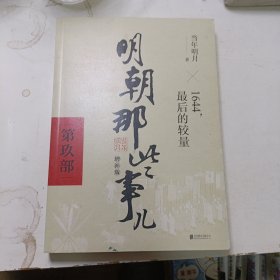 当年明月
著
1644，
最后的较量
明朝那些事儿
增补版
第玖部